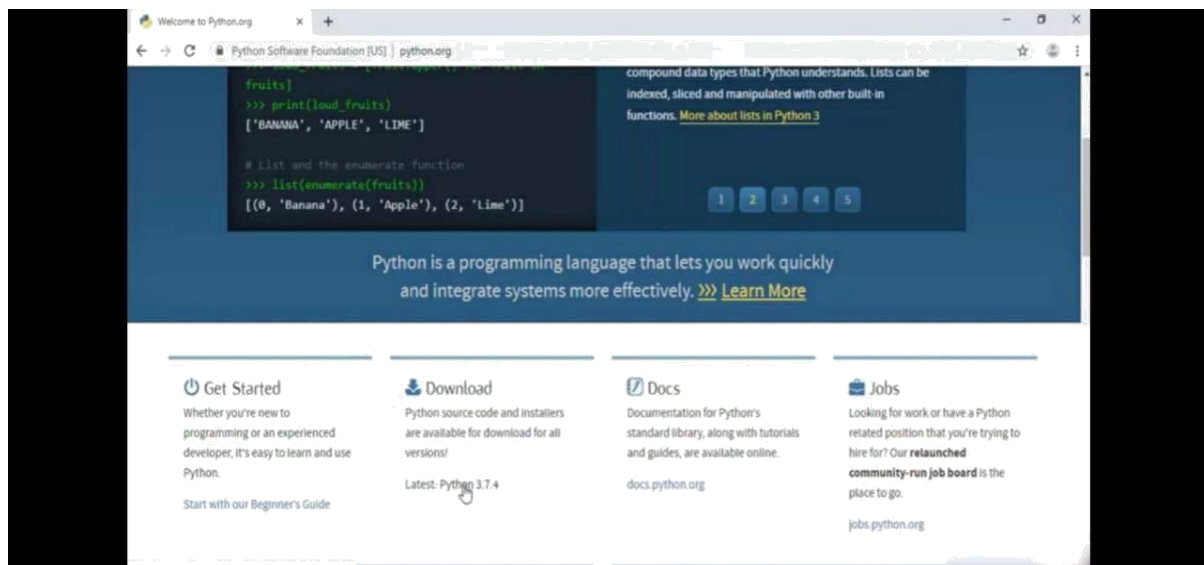 Welcome to Python.org
Python Software Foundation [US] | python.org
fruits]
>>> print(loud_fruits)
['BANANA', 'APPLE', 'LIME']
# List and the enumerate function
>>> list(enumerate(fruits))
[(0, 'Banana'), (1, 'Apple'), (2, 'Lime')]
compound data types that Python understands. Lists can be
indexed, sliced and manipulated with other built-in
functions. More about lists in Python 3
1 2 3 4 5
Python is a programming language that lets you work quickly
and integrate systems more effectively. >>> Learn More
Get Started
Whether you're new to
programming or an experienced
developer, it's easy to learn and use
Python.
Start with our Beginner's Guide
Download
Python source code and installers
are available for download for all
versions!
Latest: Python 3.7.4
Docs
Documentation for Python's
standard library, along with tutorials
and guides, are available online.
docs.python.org
Jobs
Looking for work or have a Python
related position that you're trying to
hire for? Our relaunched
community-run job board is the
place to go.
jobs.python.org